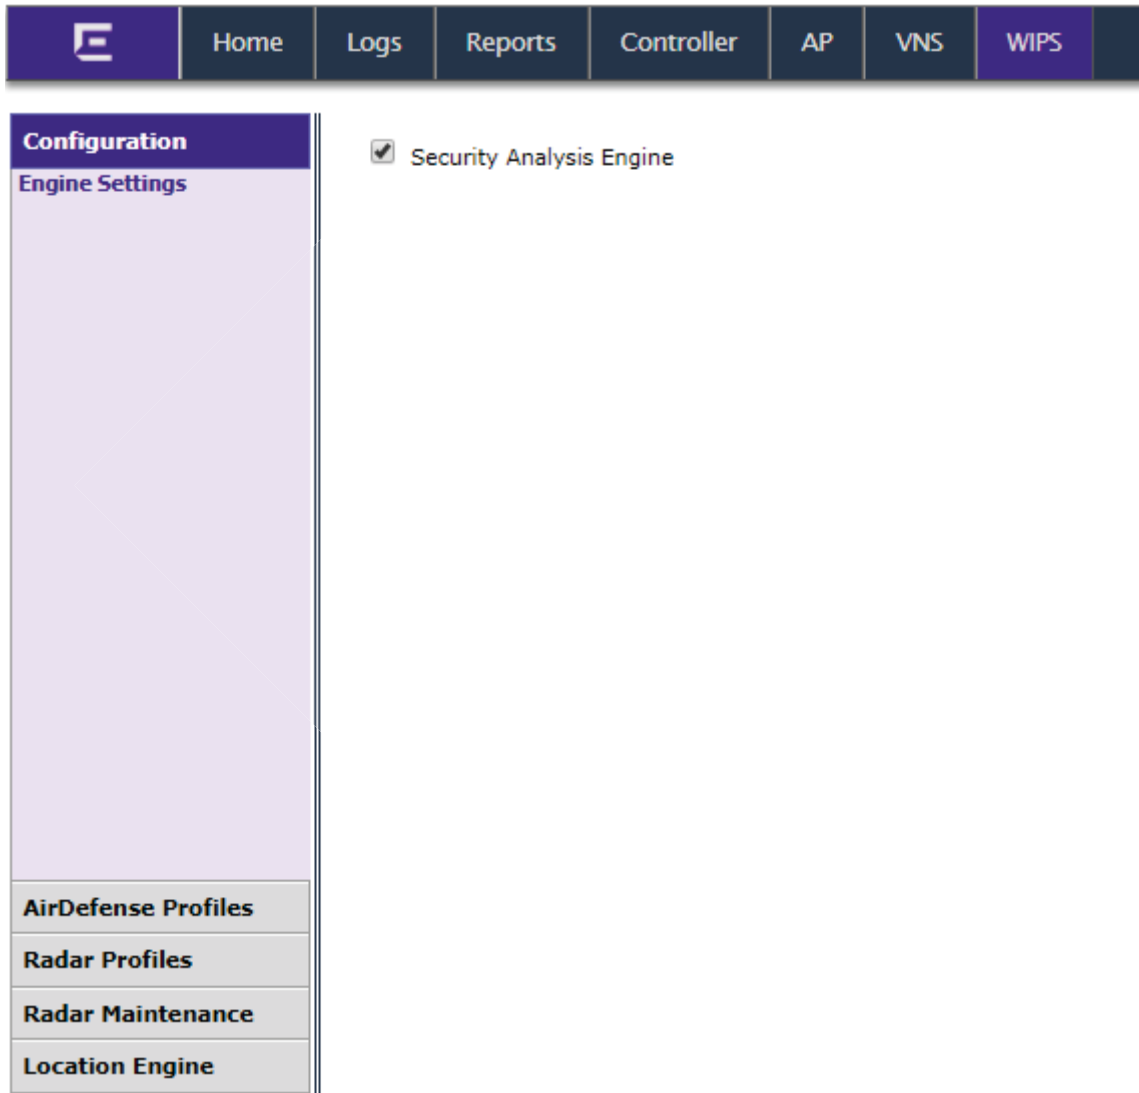 E
Home
Logs
Reports
Controller
AP
VNS
WIPS
Configuration
Engine Settings
Security Analysis Engine
AirDefense Profiles
Radar Profiles
Radar Maintenance
Location Engine